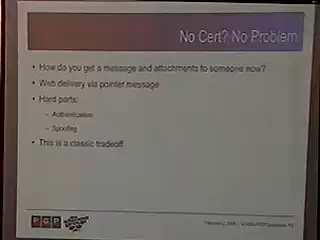 No Cert? No Problem
• How do you get a message and attachments to someone now?
• Web delivery via pointer message
• Hard parts:
– Authentication
– Spoofing
• This is a classic tradeoff
PGP